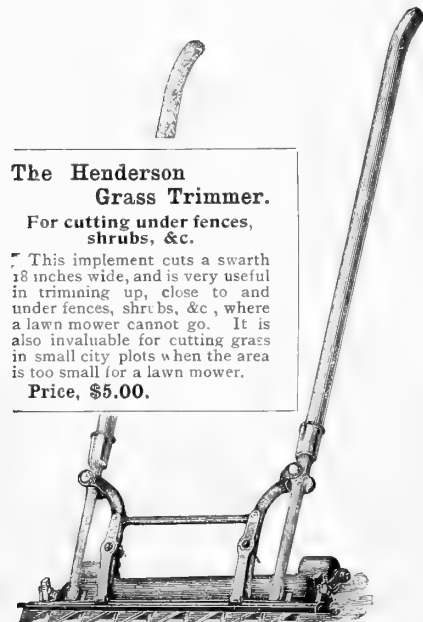 The Henderson
Grass Trimmer.
For cutting under fences,
shrubs, &c.
This implement cuts a swarth
18 inches wide, and is very useful
in trimming up, close to and
under fences, shrubs, &c , where
a lawn mower cannot go. It is
also invaluable for cutting grass
in small city plots when the area
is too small for a lawn mower.
Price, $5.00.